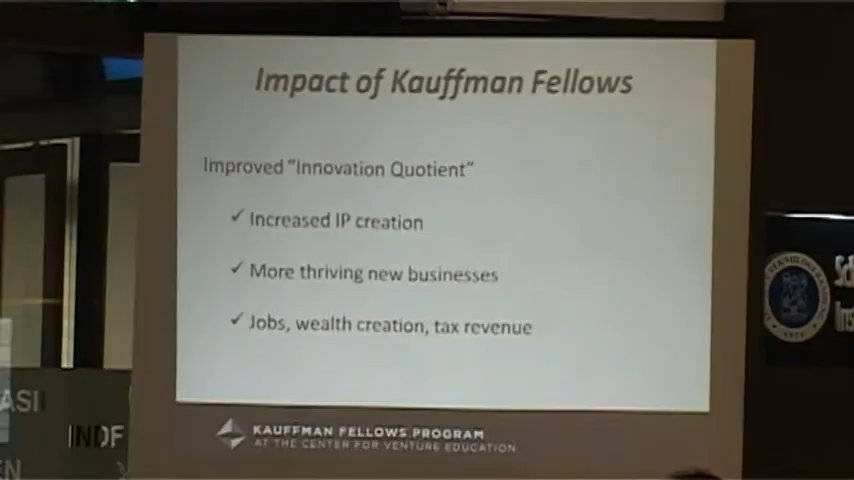 Impact of Kauffman Fellows
Improved "Innovation Quotient"
✓ Increased IP creation
✓ More thriving new businesses
✓ Jobs, wealth creation, tax revenue
KAUFFMAN FELLOWS PROGRAM
AT THE CENTER FOR VENTURE EDUCATION
ASI
INDF
EN